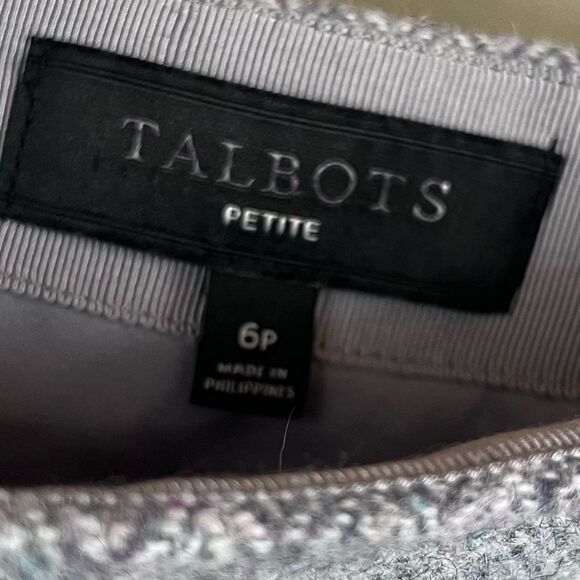 TALBOTS
PETITE
6P
MADE IN
PHILIPPINES